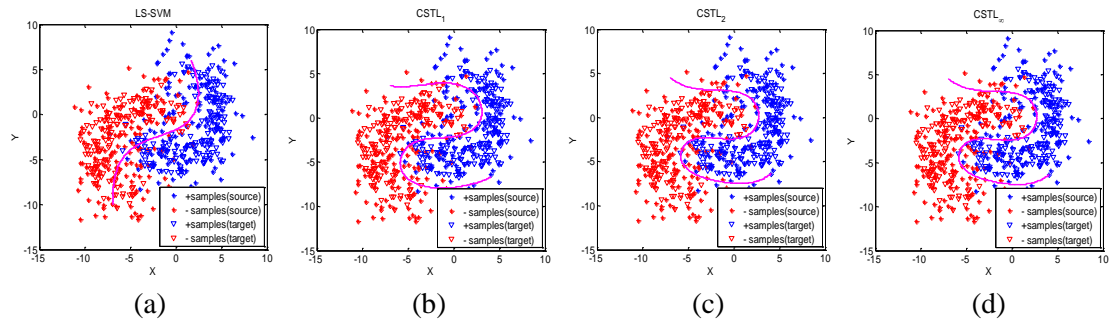 LS-SVM
10
5
0
-5
-10
-15
Y
-15 -10 -5 0 5 10
X
+samples(source)
- samples(source)
+samples(target)
- samples(target)
(a)
CSTL₁
10
5
0
-5
-10
-15
Y
-15 -10 -5 0 5 10
X
+samples(source)
- samples(source)
+samples(target)
- samples(target)
(b)
CSTL₂
10
5
0
-5
-10
-15
Y
-15 -10 -5 0 5 10
X
+samples(source)
- samples(source)
+samples(target)
- samples(target)
(c)
CSTL∞
10
5
0
-5
-10
-15
Y
-15 -10 -5 0 5 10
X
+samples(source)
- samples(source)
+samples(target)
- samples(target)
(d)